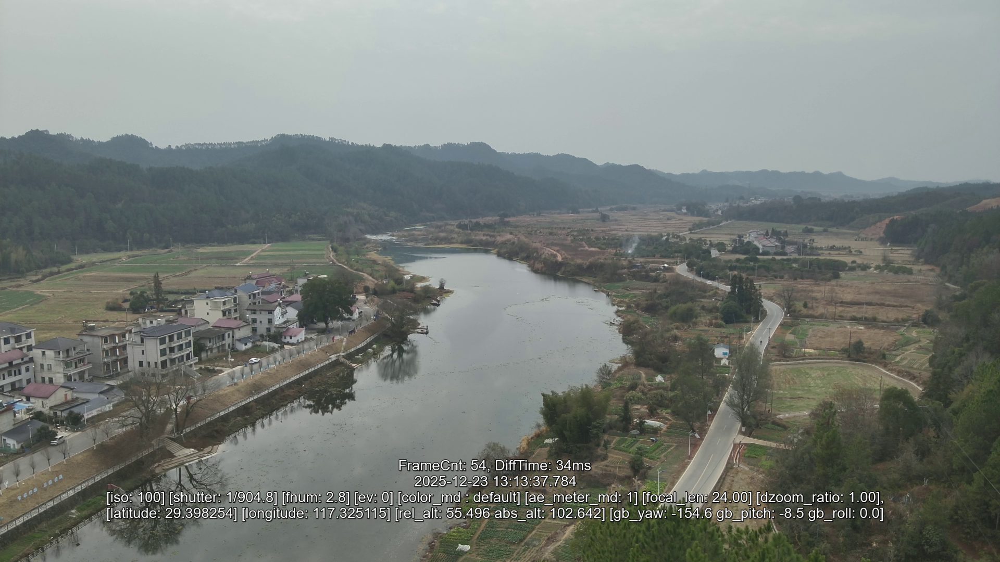 FrameCnt: 54, DiffTime: 34ms
2025-12-23 13:13:37.784
[iso: 100] [shutter: 1/904.8] [fnum: 2.8] [ev: 0] [color_md : default] [ae_meter_md: 1] [focal_len: 24.00] [dzoom_ratio: 1.00],
[latitude: 29.398254] [longitude: 117.325115] [rel_alt: 55.496 abs_alt: 102.642] [gb_yaw: -154.6 gb_pitch: -8.5 gb_roll: 0.0]